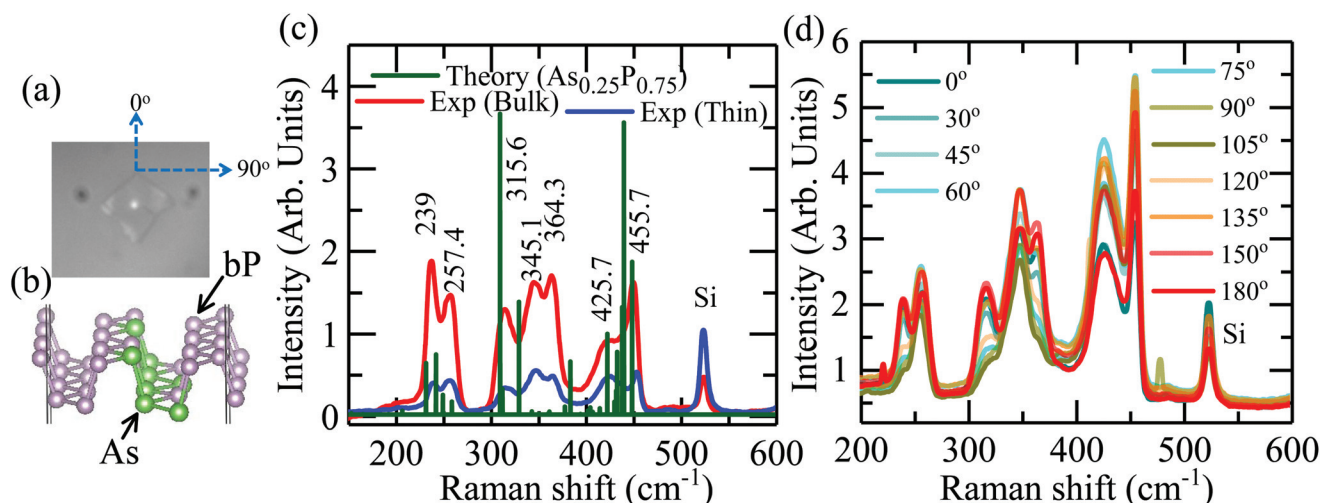 (a)
0°
90°
(b)
bP
As
(c)
Intensity (Arb. Units)
4
3
2
1
0
Theory (As0.25P0.75)
Exp (Bulk)
Exp (Thin)
239
257.4
315.6
345.1
364.3
425.7
455.7
Si
200 300 400 500 600
Raman shift (cm-1)
(d)
Intensity (Arb. Units)
6
5
4
3
2
1
0°
30°
45°
60°
75°
90°
105°
120°
135°
150°
180°
Si
200 300 400 500 600
Raman shift (cm-1)